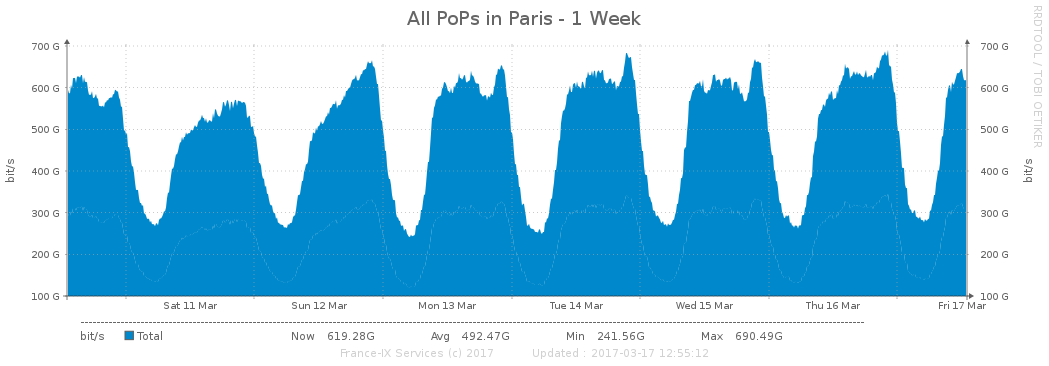 All PoPs in Paris - 1 Week
RRDTOOL / TOBI OETIKER
700 G 700 G
600 G 600 G
500 G 500 G
400 G 400 G
300 G 300 G
200 G 200 G
100 G 100 G
bit/s bit/s
Sat 11 Mar Sun 12 Mar Mon 13 Mar Tue 14 Mar Wed 15 Mar Thu 16 Mar Fri 17 Mar
bit/s Total Now 619.28G Avg 492.47G Min 241.56G Max 690.49G
France-IX Services (c) 2017 Updated : 2017-03-17 12:55:12